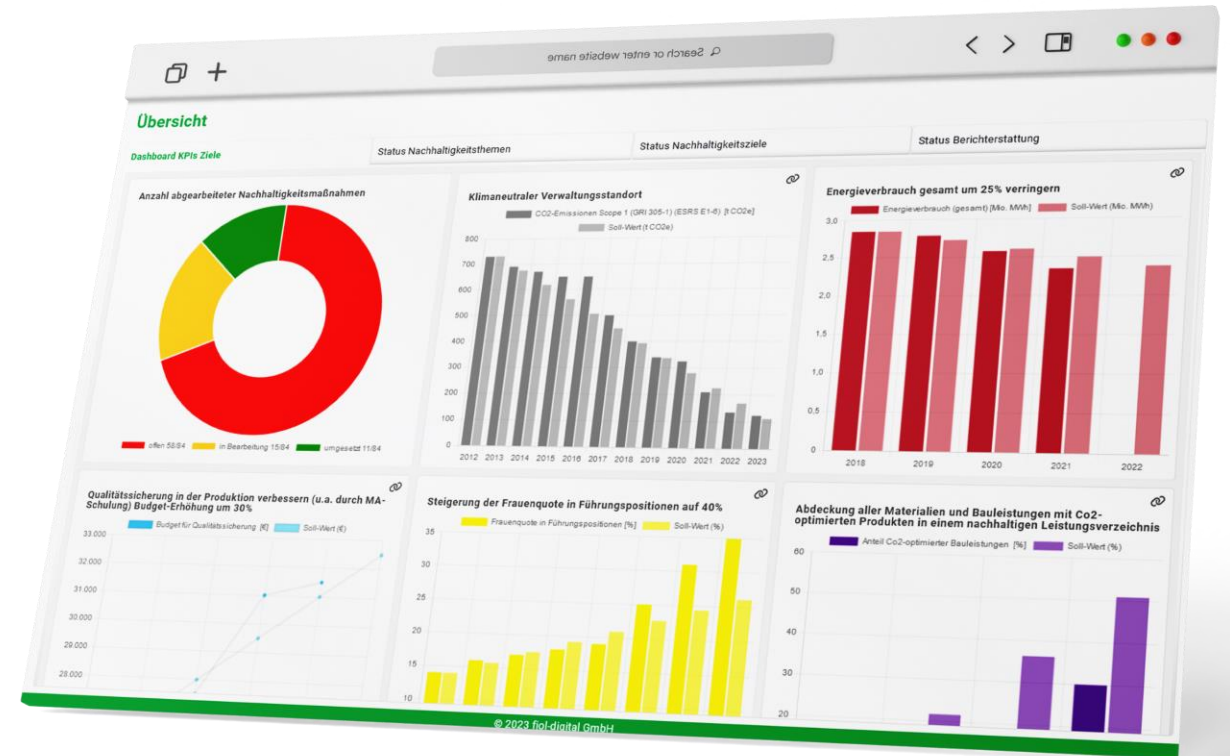 Search or enter website name
Übersicht
Dashboard KPIs Ziele
Status Nachhaltigkeitsthemen
Status Nachhaltigkeitsziele
Status Berichterstattung
Anzahl abgearbeiteter Nachhaltigkeitsmaßnahmen
offen 58/84 in Bearbeitung 15/84 umgesetzt 11/84
Klimaneutraler Verwaltungsstandort
CO2-Emissionen Scope 1 (GRI 305-1) (ESRS E1-6) [t CO2e]
Soll-Wert (t CO2e)
800
700
600
500
400
300
200
100
0
2012 2013 2014 2015 2016 2017 2018 2019 2020 2021 2022 2023
Energieverbrauch gesamt um 25% verringern
Energieverbrauch (gesamt) [Mio. MWh] Soll-Wert (Mio. MWh)
3,0
2,5
2,0
1,5
1,0
0,5
0
2018 2019 2020 2021 2022
Qualitätssicherung in der Produktion verbessern (u.a. durch MA-
Schulung) Budget-Erhöhung um 30%
Budget für Qualitätssicherung [€] Soll-Wert (€)
33.000
32.000
31.000
30.000
29.000
28.000
Steigerung der Frauenquote in Führungspositionen auf 40%
Frauenquote in Führungspositionen [%] Soll-Wert (%)
35
30
25
20
15
10
Abdeckung aller Materialien und Bauleistungen mit Co2-
optimierten Produkten in einem nachhaltigen Leistungsverzeichnis
Anteil Co2-optimierter Bauleistungen [%] Soll-Wert (%)
60
50
40
30
20
© 2023 fiol-digital GmbH